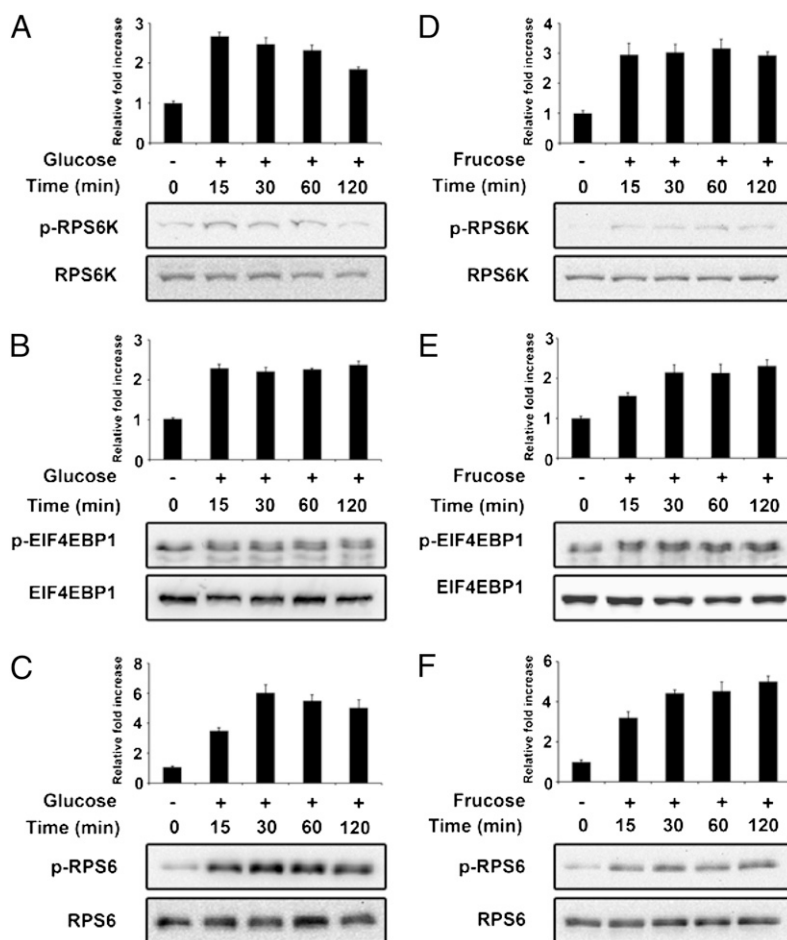 A
Relative fold increase
3
2
1
0
Glucose - + + + +
Time (min) 0 15 30 60 120
p-RPS6K
RPS6K
B
Relative fold increase
3
2
1
0
Glucose - + + + +
Time (min) 0 15 30 60 120
p-EIF4EBP1
EIF4EBP1
C
Relative fold increase
8
6
4
2
0
Glucose - + + + +
Time (min) 0 15 30 60 120
p-RPS6
RPS6
D
Relative fold increase
4
3
2
1
0
Frucose - + + + +
Time (min) 0 15 30 60 120
p-RPS6K
RPS6K
E
Relative fold increase
3
2
1
0
Frucose - + + + +
Time (min) 0 15 30 60 120
p-EIF4EBP1
EIF4EBP1
F
Relative fold increase
6
4
2
0
Frucose - + + + +
Time (min) 0 15 30 60 120
p-RPS6
RPS6